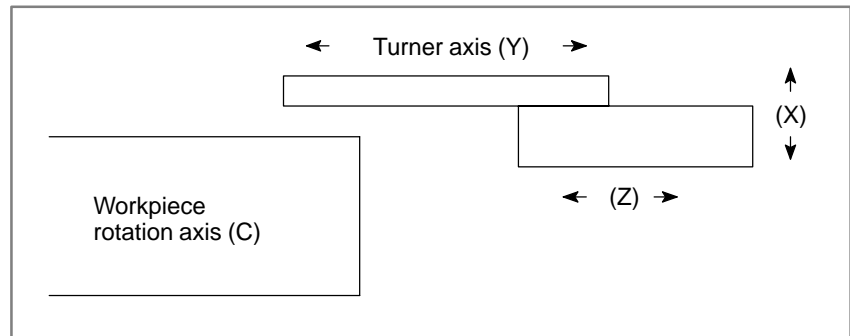 Turner axis (Y)
(X)
(Z)
Workpiece
rotation axis (C)